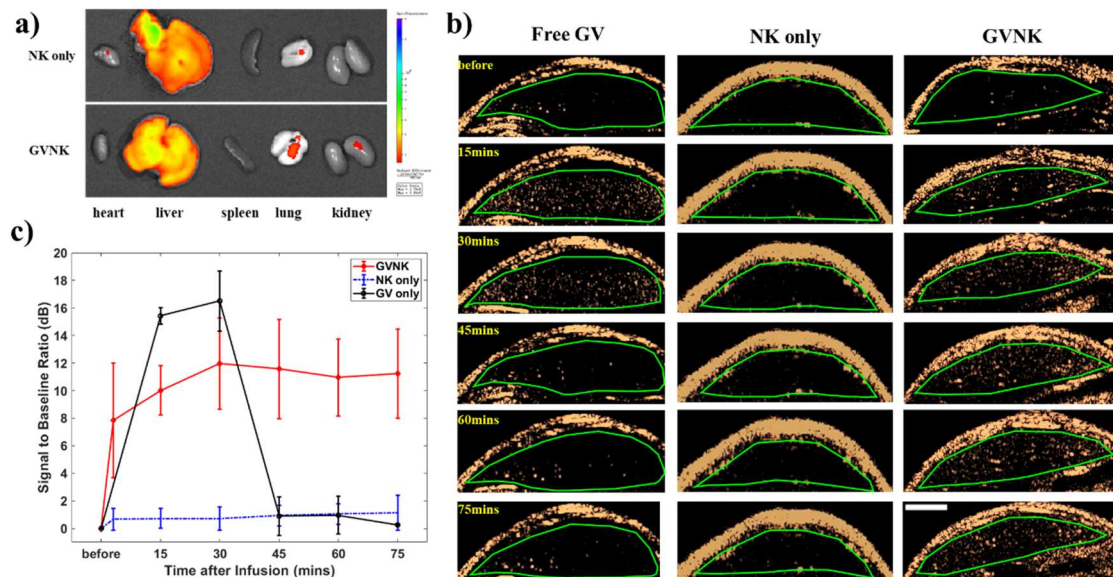 a)
NK only
GVNK
heart liver spleen lung kidney
b)
Free GV NK only GVNK
before
15mins
30mins
45mins
60mins
75mins
c)
20
18
16
14
12
10
8
6
4
2
0
Signal to Baseline Ratio (dB)
GVNK
NK only
GV only
before 15 30 45 60 75
Time after Infusion (mins)